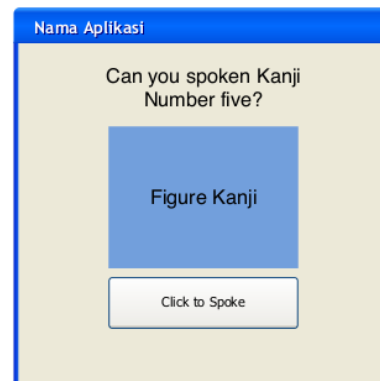 Nama Aplikasi
Can you spoken Kanji
Number five?
Figure Kanji
Click to Spoke